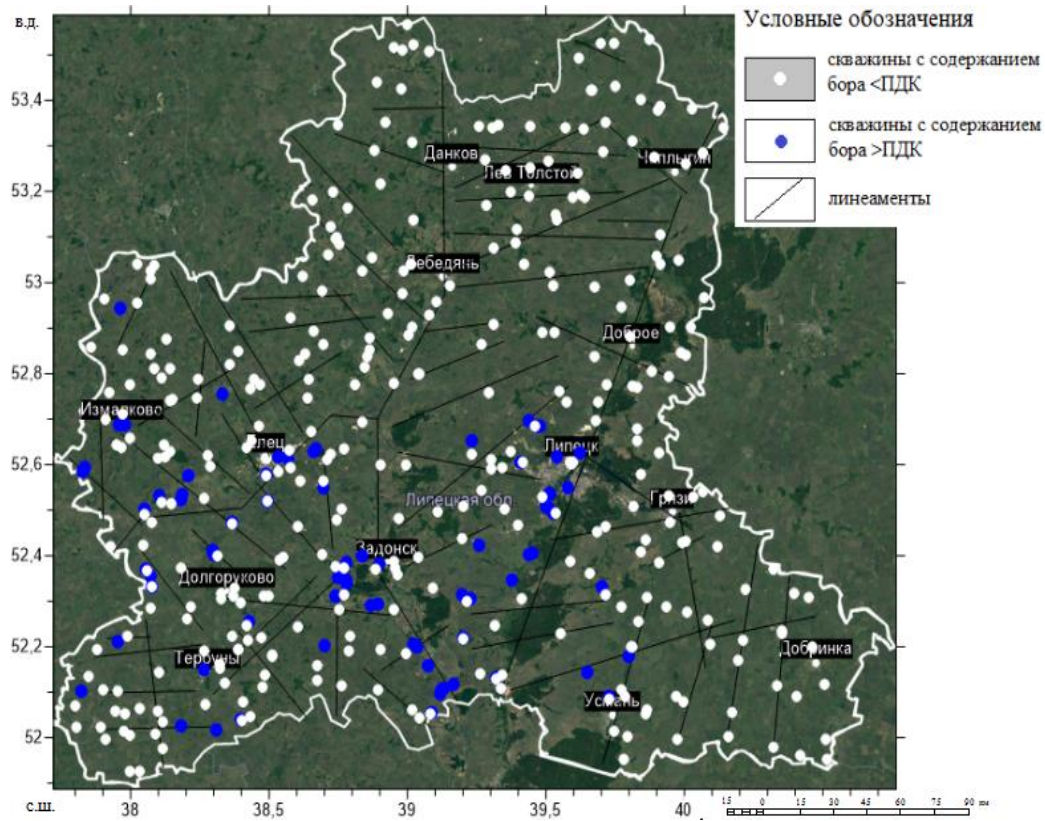 в.д.
Условные обозначения
скважины с содержанием
бора <ПДК
скважины с содержанием
бора >ПДК
линеаменты
53,4
53,2
53
52,8
52,6
52,4
52,2
52
с.ш.
38
38,5
39
39,5
40
15 0 15 30 45 60 75 90 км
Данков
Лев Толстой
Чаплыгин
Лебедянь
Доброе
Измалково
Елец
Липецк
Липецкая обл.
Грязи
Задонск
Долгоруково
Тербуны
Добринка
Усмань